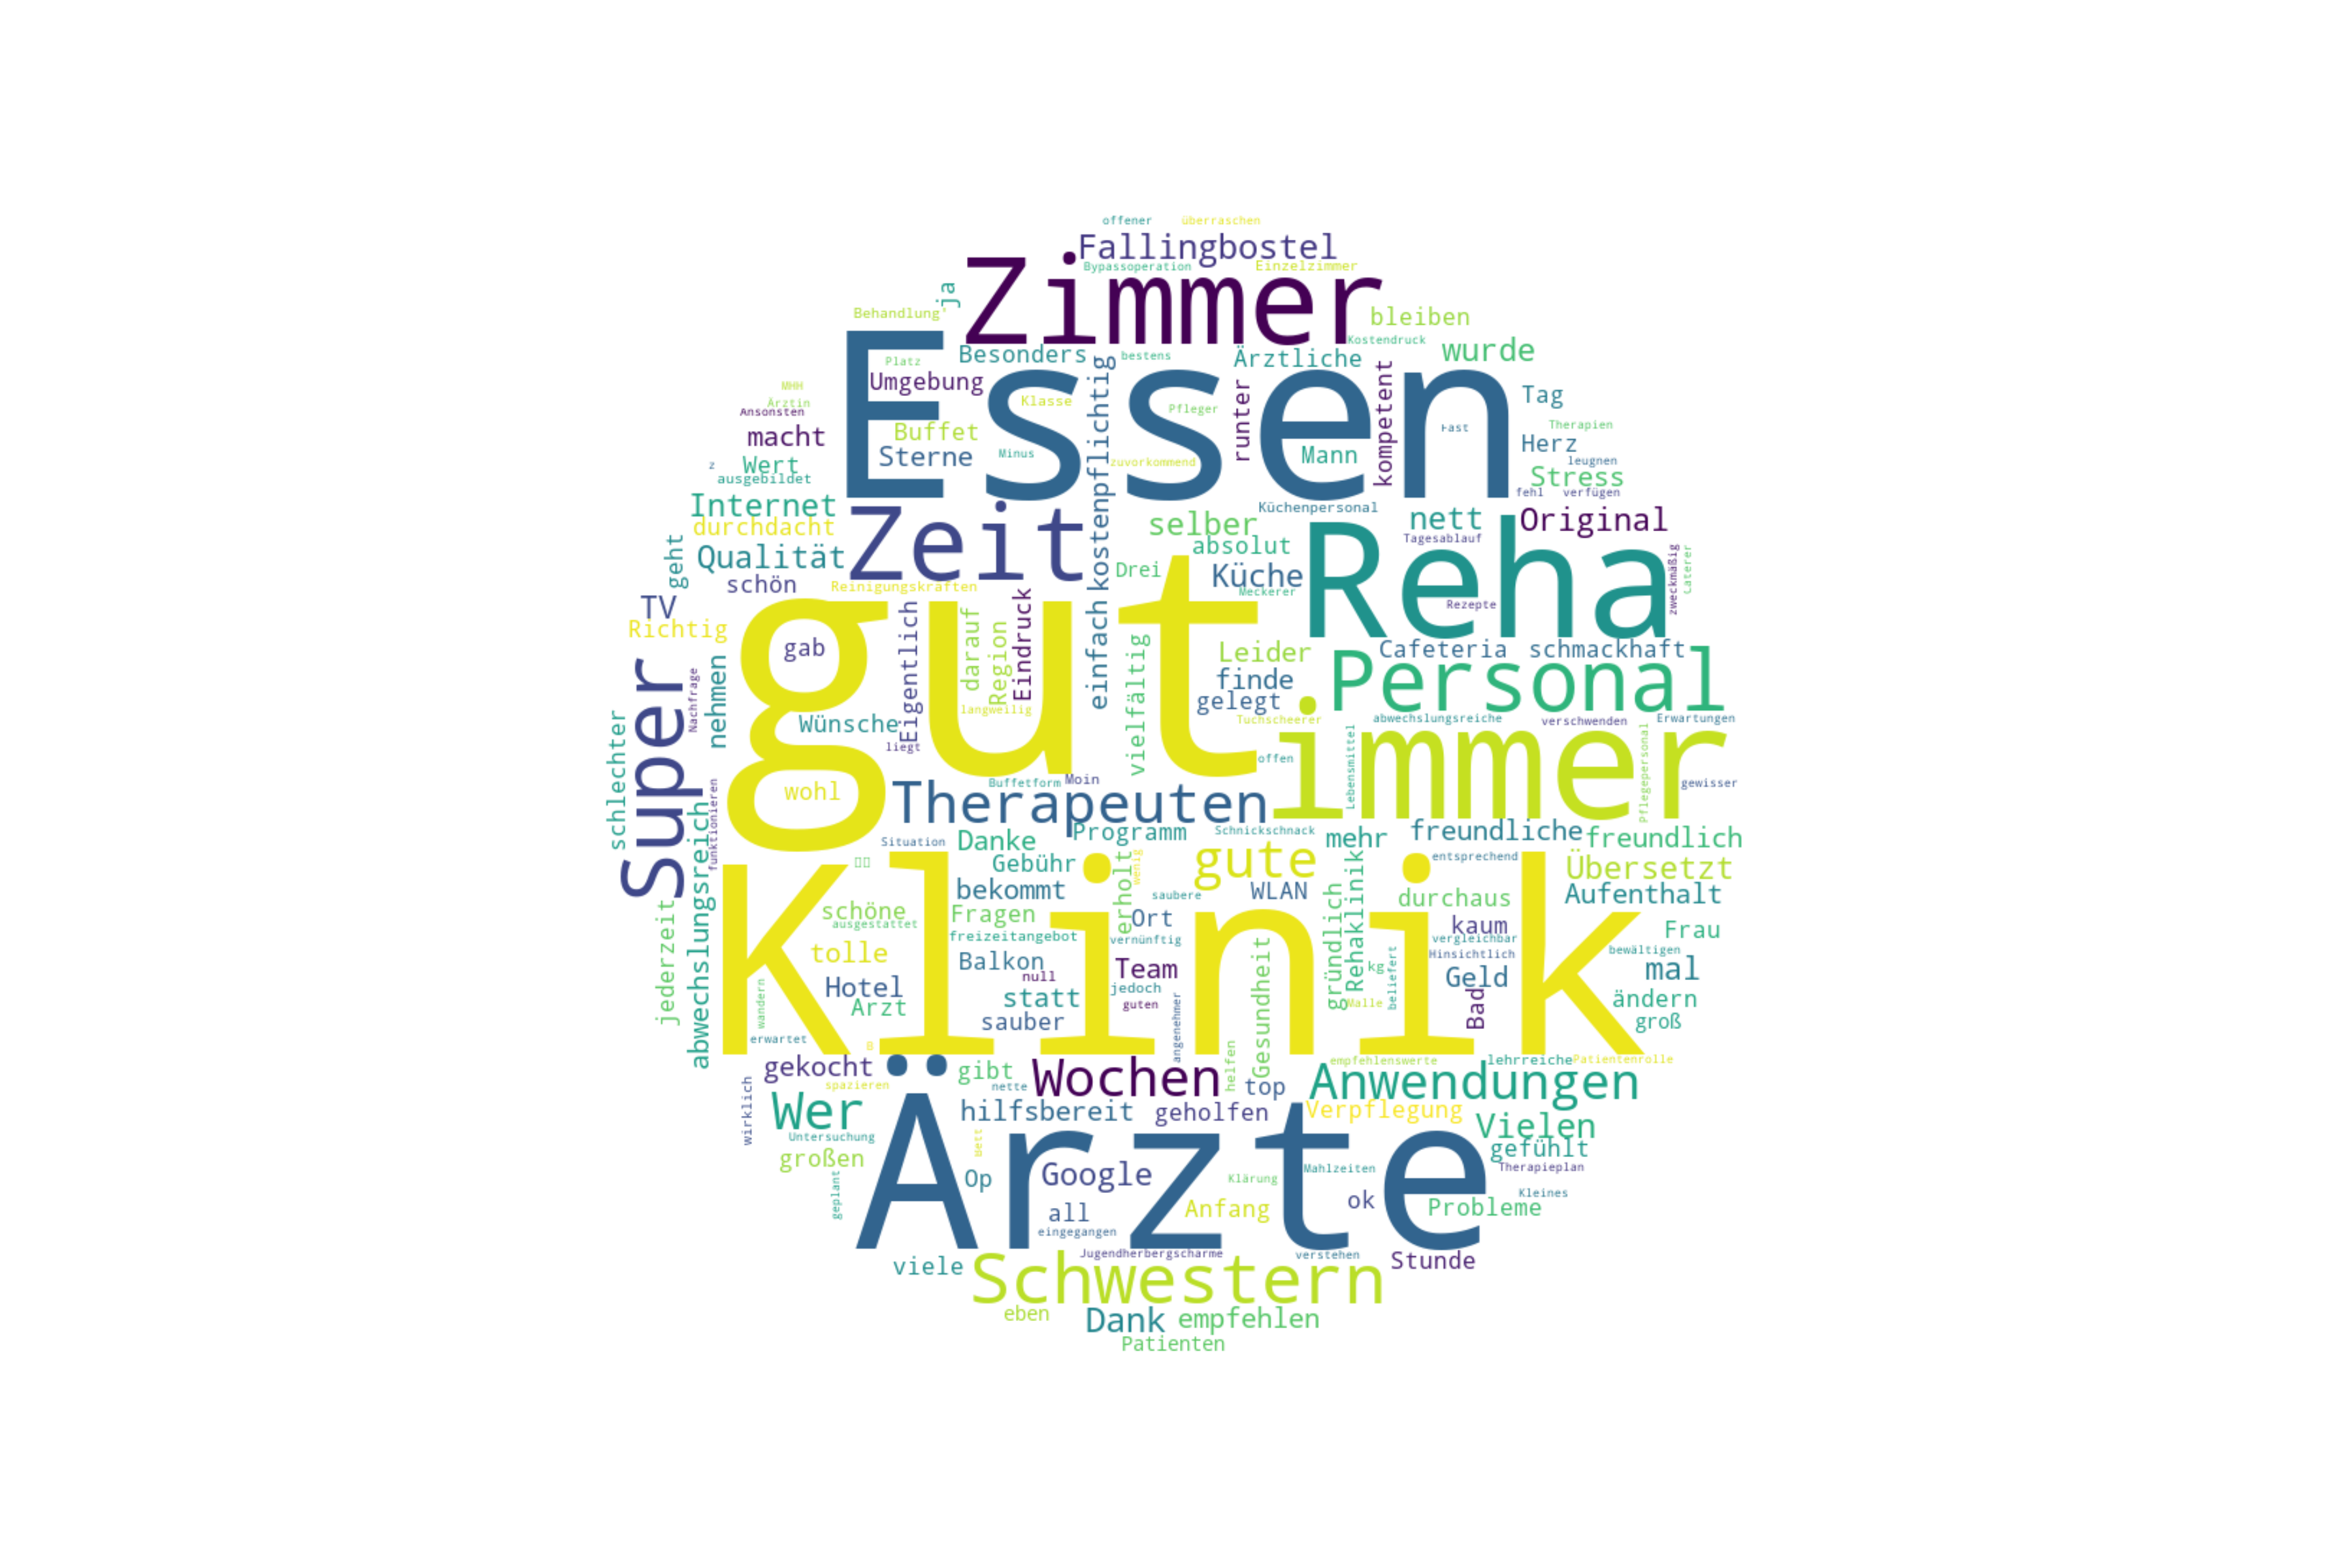 offener überraschen
Fallingbostel
Bypassoperation Einzelzimmer
Zimmer
ja
Behandlung
bleiben
Kostendruck
Essen
Besonders bestens Ärztliche wurde
Platz
Umgebung
kostenpflichtig
runter
kompetent
MHH
Ärztin
Ansonsten
Klasse
Pfleger
Tag
Therapien
macht
Buffet
Fast
Herz
Sterne
Minus
zuvorkommend
Mann
leugnen
z
Wert
ausgebildet
Stress
fehl verfügen
Internet
Zeit
Küchenpersonal
nett
Original
durchdacht
selber
Tagesablauf
Reha
geht
Qualität
absolut
zweckmäßig
Caterer
schön
Reinigungskräften
Drei
Küche
Meckerer
Rezepte
TV
Richtig
gut
gab
Eigentlich
darauf
Region
Eindruck
einfach
vielfältig
Leider
Cafeteria schmackhaft
Super
Nachfrage
nehmen
finde
Personal
gelegt
langweilig
Wünsche
liegt
Tuchscheerer
abwechslungsreiche verschwenden Erwartungen
schlechter
immer
offen
Lebensmittel
Pflegepersonal
gewisser
funktionieren
wohl
Buffetform Moin
Therapeuten
abwechslungsreich
Situation
Danke
Programm
Schnickschnack
mehr
freundliche
freundlich
Gebühr
gute
entsprechend
Übersetzt
Klinik
erholt
wenig
bekommt
saubere
WLAN
gründlich
Rehaklinik
durchaus
Aufenthalt
jederzeit
schöne
ausgestattet
Fragen
Ort
kaum
Frau
freizeitangebot
vernünftig
vergleichbar
tolle
Balkon
Gesundheit
Hinsichtlich
bewältigen
Team
kg
beliefert
mal
Hotel
null
jedoch
Geld
wandern
Arzt
statt
guten
Malle
Bad
ändern
sauber
angenehmer
groß
erwartet
B
gekocht
gibt
Wochen
helfen
empfehlenswerte
lehrreiche Patientenrolle
spazieren
nette
top
Anwendungen
Ärzte
wirklich
Wer
hilfsbereit geholfen
Verpflegung
Vielen
Untersuchung
Bett
gefühlt
großen
Mahlzeiten
Therapieplan
geplant
Op
Google
Klärung
Kleines
all
Anfang
ok
Probleme
eingegangen
viele
Jugendherbergscharme
verstehen
Stunde
Schwestern
eben
Dank empfehlen
Patienten